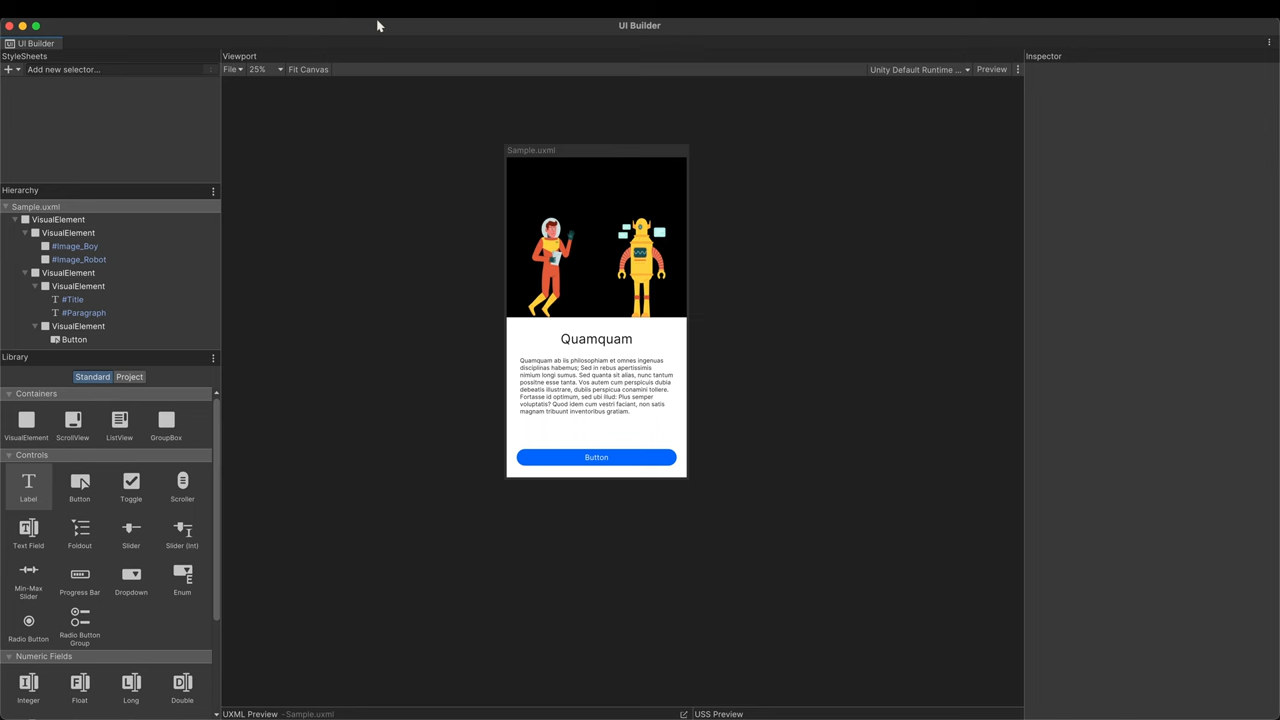 UI Builder
UI Builder
StyleSheets
Add new selector...
Viewport
File 25% Fit Canvas
Unity Default Runtime ... Preview
Inspector
Hierarchy
Sample.uxml
VisualElement
VisualElement
#Image_Boy
#Image_Robot
VisualElement
VisualElement
#Title
#Paragraph
VisualElement
Button
Library
Standard Project
Containers
VisualElement ScrollView ListView GroupBox
Controls
Label Button Toggle Scroller
Text Field Foldout Slider Slider (Int)
Min-Max Slider Progress Bar Dropdown Enum
Radio Button Radio Button Group
Numeric Fields
Integer Float Long Double
Sample.uxml
Quamquam
Quamquam ab iis philosophiam et omnes ingenuas
disciplinas habemus; Sed in rebus apertissimis
nimium longi sumus. Sed quanta sit alias, nunc tantum
possitne esse tanta. Vos autem cum perspicuis dubia
debeatis illustrare, dubiis perspicua conamini tollere.
Fortasse id optimum, sed ubi illud: Plus semper
voluptatis? Quod idem cum vestri faciant, non satis
magnam tribuunt inventoribus gratiam.
Button
UXML Preview - Sample.uxml
USS Preview